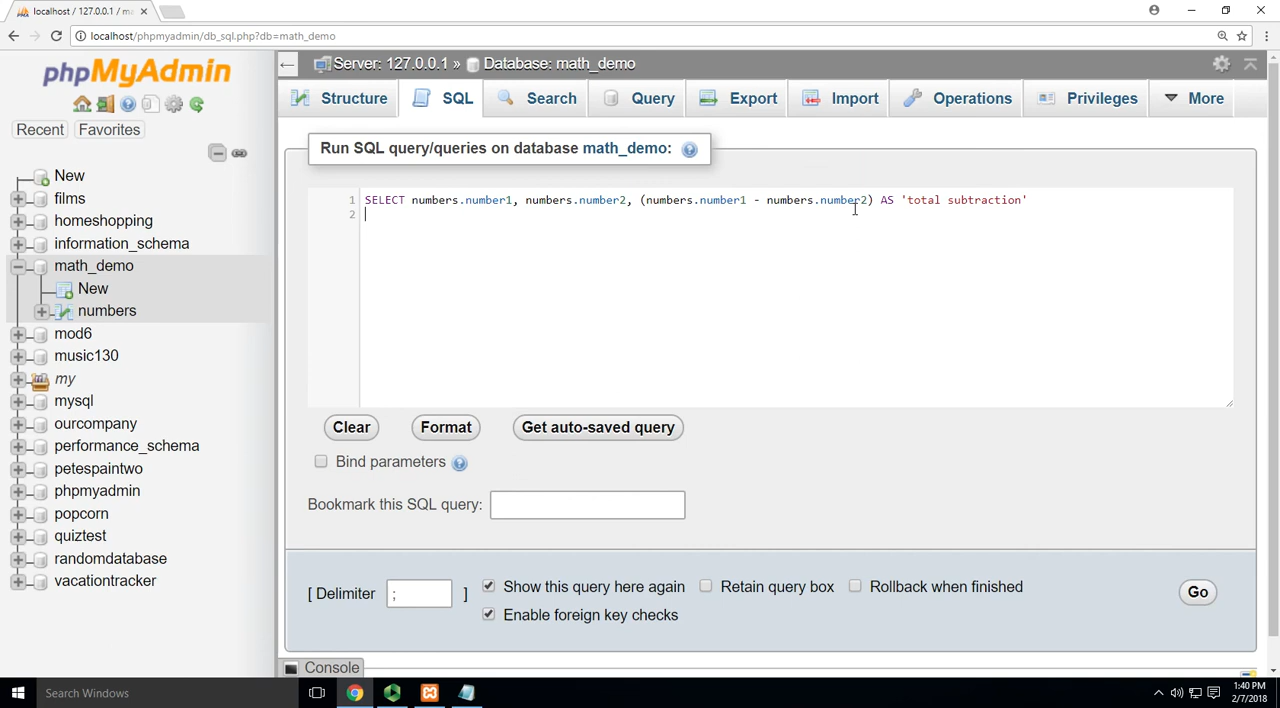 localhost / 127.0.0.1 / ma
localhost/phpmyadmin/db_sql.php?db=math_demo
phpMyAdmin
Recent
Favorites
New
films
homeshopping
information_schema
math_demo
New
numbers
mod6
music130
my
mysql
ourcompany
performance_schema
petespaintwo
phpmyadmin
popcorn
quiztest
randomdatabase
vacationtracker
Server: 127.0.0.1 » Database: math_demo
Structure SQL Search Query Export Import Operations Privileges More
Run SQL query/queries on database math_demo:
1 SELECT numbers.number1, numbers.number2, (numbers.number1 - numbers.number2) AS 'total subtraction'
2
Clear Format Get auto-saved query
Bind parameters
Bookmark this SQL query:
[ Delimiter ; ] Show this query here again Retain query box Rollback when finished
Enable foreign key checks
Go
Console
Search Windows
1:40 PM
2/7/2018